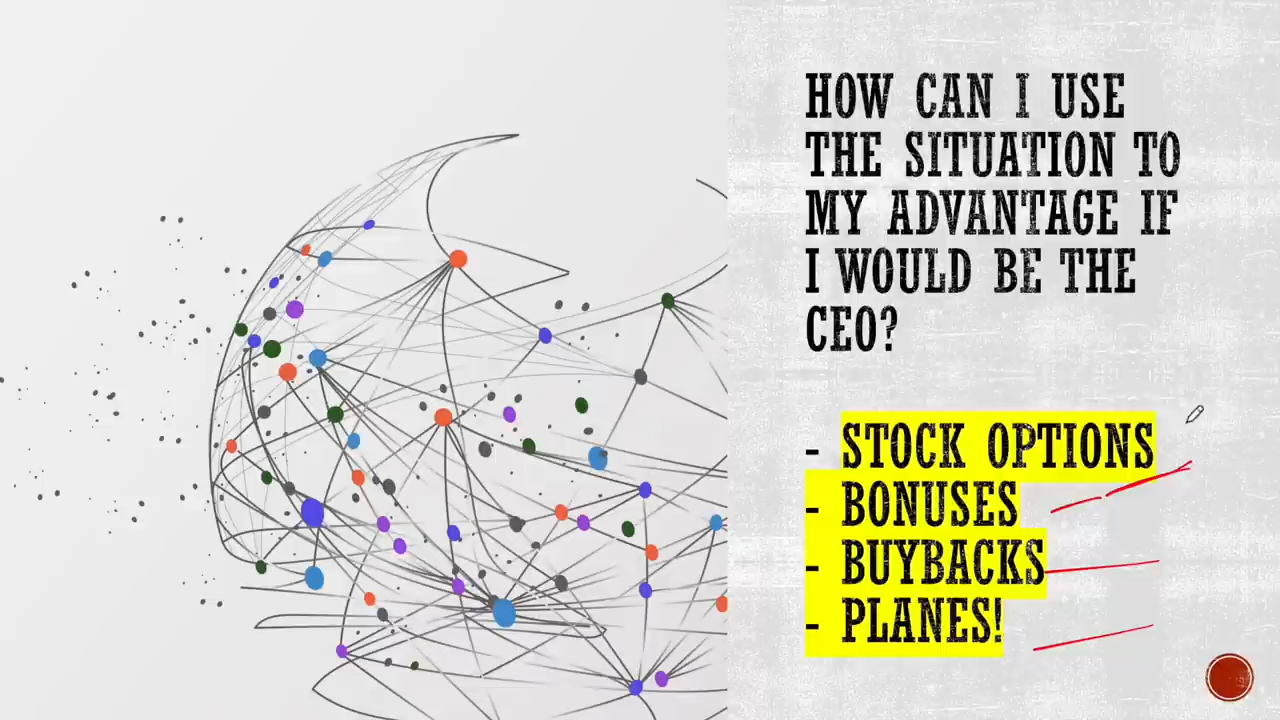 HOW CAN I USE
THE SITUATION TO
MY ADVANTAGE IF
I WOULD BE THE
CEO?
- STOCK OPTIONS
- BONUSES
- BUYBACKS
- PLANES!